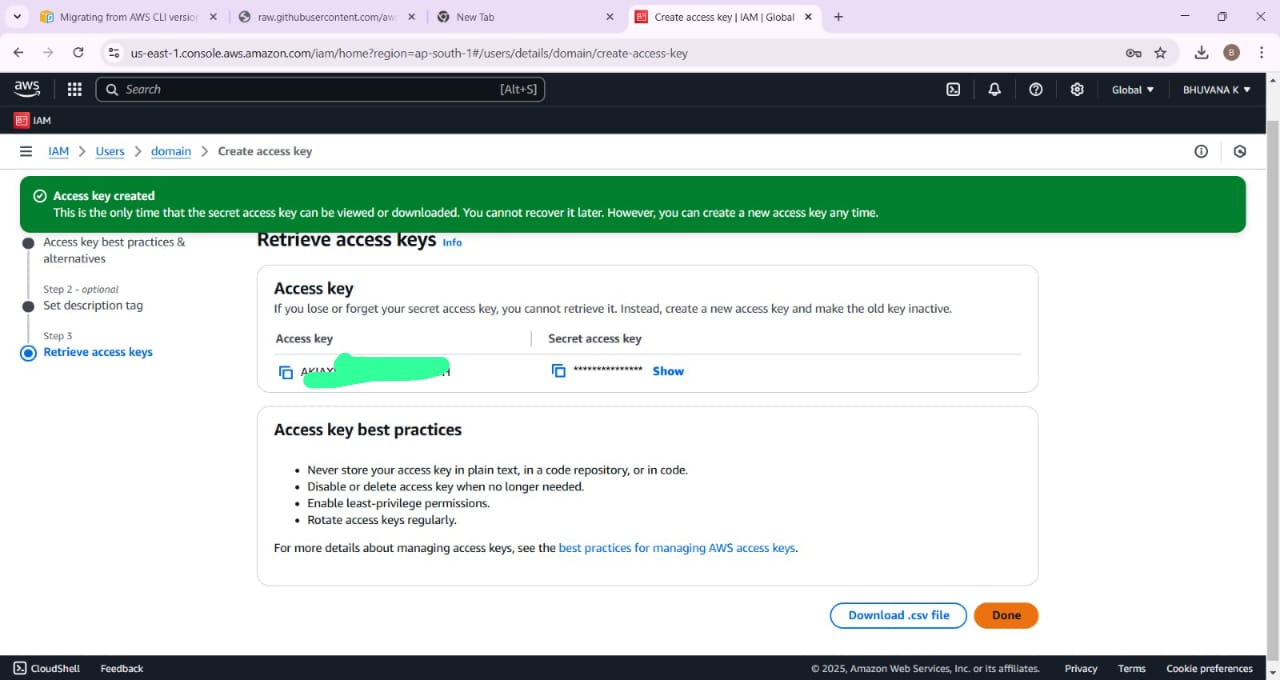 Migrating from AWS CLI version
raw.githubusercontent.com/aws
New Tab
Create access key | IAM | Global
us-east-1.console.aws.amazon.com/iam/home?region=ap-south-1#/users/details/domain/create-access-key
B
aws
Search
[Alt+S]
Global
BHUVANA K
IAM
IAM > Users > domain > Create access key
Access key created
This is the only time that the secret access key can be viewed or downloaded. You cannot recover it later. However, you can create a new access key any time.
Access key best practices &
alternatives
Step 2 - optional
Set description tag
Step 3
Retrieve access keys
Retrieve access keys Info
Access key
If you lose or forget your secret access key, you cannot retrieve it. Instead, create a new access key and make the old key inactive.
Access key
Secret access key
*************** Show
Access key best practices
• Never store your access key in plain text, in a code repository, or in code.
• Disable or delete access key when no longer needed.
• Enable least-privilege permissions.
• Rotate access keys regularly.
For more details about managing access keys, see the best practices for managing AWS access keys.
Download .csv file
Done
CloudShell
Feedback
© 2025, Amazon Web Services, Inc. or its affiliates.
Privacy
Terms
Cookie preferences